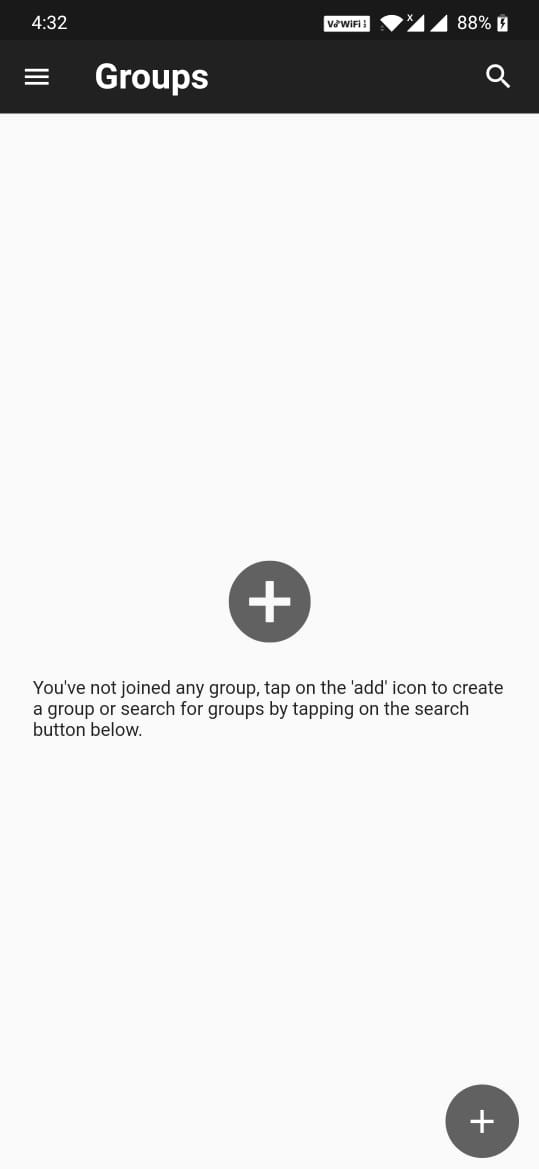 4:32
VoWiFi
88%
Groups
You've not joined any group, tap on the 'add' icon to create
a group or search for groups by tapping on the search
button below.